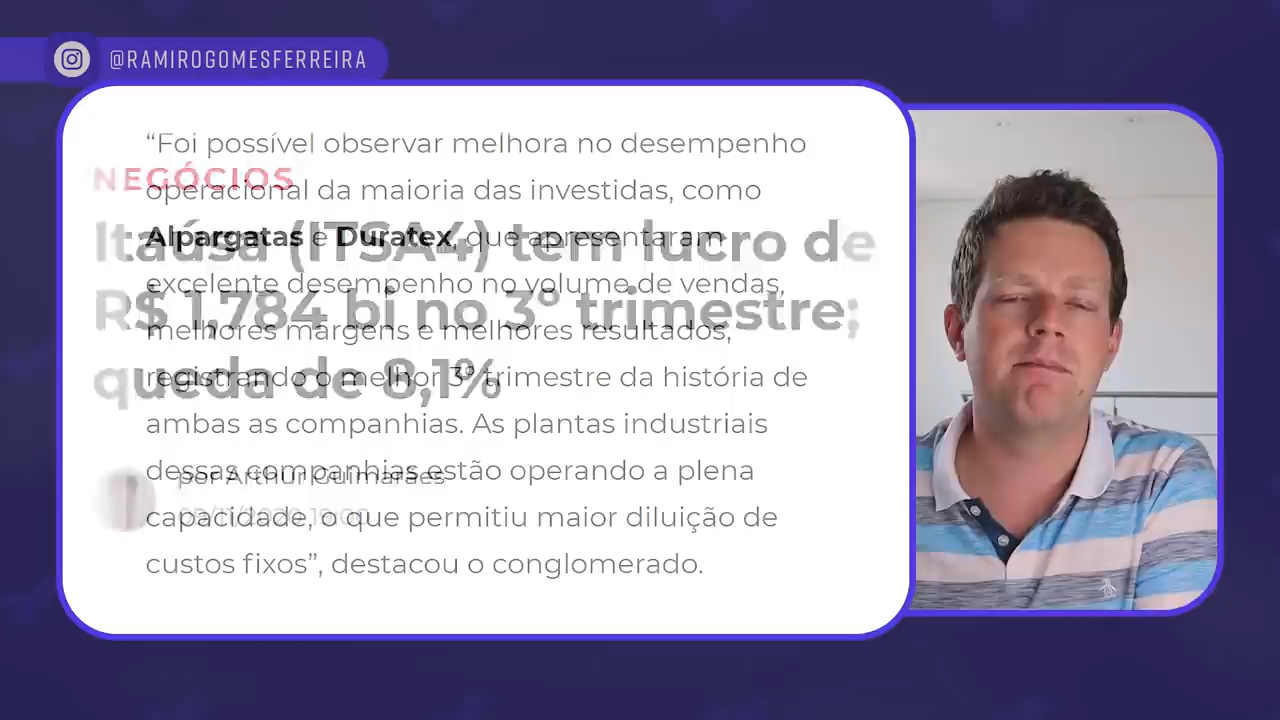 @RAMIROGOMESFERREIRA
NEGÓCIOS
Itaúsa (ITSA4) tem lucro de
R$ 1,784 bi no 3º trimestre;
queda de 8,1%
por Arthur Guimarães
“Foi possível observar melhora no desempenho
operacional da maioria das investidas, como
Alpargatas e Duratex, que apresentaram
excelente desempenho no volume de vendas,
melhores margens e melhores resultados,
registrando o melhor 3º trimestre da história de
ambas as companhias. As plantas industriais
dessas companhias estão operando a plena
capacidade, o que permitiu maior diluição de
custos fixos”, destacou o conglomerado.